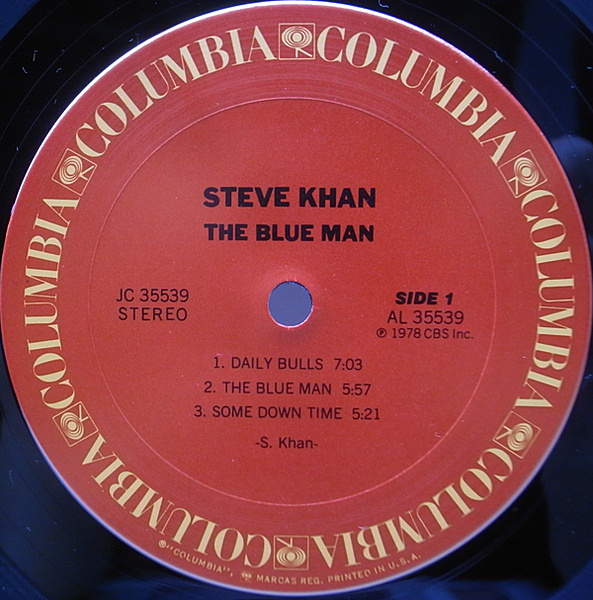 COLUMBIA COLUMBIA COLUMBIA COLUMBIA COLUMBIA COLUMBIA COLUMBIA
STEVE KHAN
THE BLUE MAN
JC 35539
STEREO
SIDE 1
AL 35539
℗ 1978 CBS Inc.
1. DAILY BULLS 7:03
2. THE BLUE MAN 5:57
3. SOME DOWN TIME 5:21
-S. Khan-
®"COLUMBIA", MARCAS REG. PRINTED IN U.S.A.